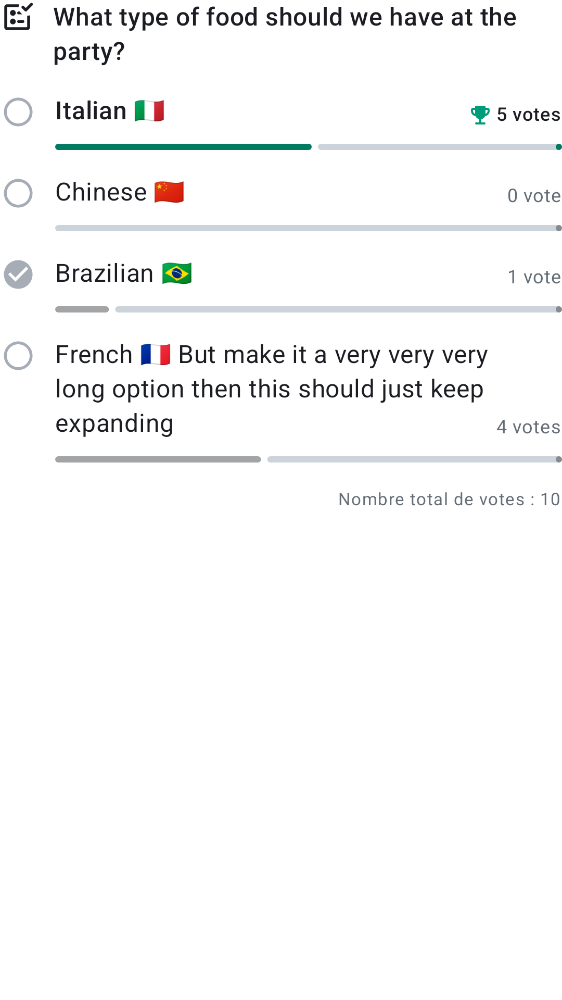 What type of food should we have at the
party?
Italian 🇮🇹 5 votes
Chinese 🇨🇳 0 vote
Brazilian 🇧🇷 1 vote
French 🇫🇷 But make it a very very very
long option then this should just keep
expanding 4 votes
Nombre total de votes : 10